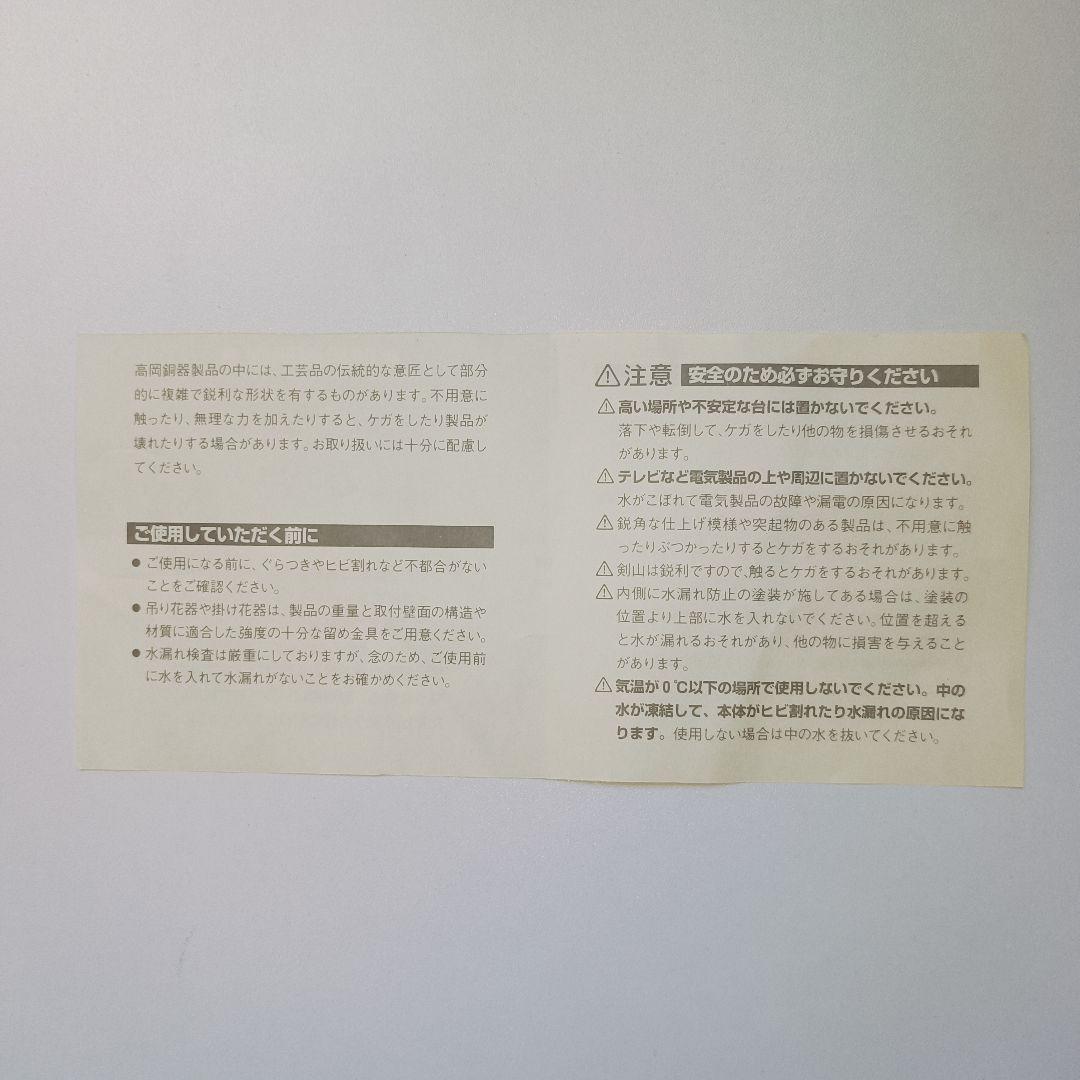 高岡銅器製品の中には、工芸品の伝統的な意匠として部分
的に複雑で鋭利な形状を有するものがあります。不用意に
触ったり、無理な力を加えたりすると、ケガをしたり製品が
壊れたりする場合があります。お取り扱いには十分に配慮し
てください。
ご使用していただく前に
● ご使用になる前に、ぐらつきやヒビ割れなど不都合がない
ことをご確認ください。
● 吊り花器や掛け花器は、製品の重量と取付壁面の構造や
材質に適合した強度の十分な留め金具をご用意ください。
● 水漏れ検査は厳重にしておりますが、念のため、ご使用前
に水を入れて水漏れがないことをお確かめください。
⚠注意 安全のため必ずお守りください
⚠ 高い場所や不安定な台には置かないでください。
落下や転倒して、ケガをしたり他の物を損傷させるおそれ
があります。
⚠ テレビなど電気製品の上や周辺に置かないでください。
水がこぼれて電気製品の故障や漏電の原因になります。
⚠ 鋭角な仕上げ模様や突起物のある製品は、不用意に触
ったりぶつかったりするとケガをするおそれがあります。
⚠ 剣山は鋭利ですので、触るとケガをするおそれがあります。
⚠ 内側に水漏れ防止の塗装が施してある場合は、塗装の
位置より上部に水を入れないでください。位置を超える
と水が漏れるおそれがあり、他の物に損害を与えること
があります。
⚠ 気温が0℃以下の場所で使用しないでください。中の
水が凍結して、本体がヒビ割れたり水漏れの原因にな
ります。使用しない場合は中の水を抜いてください。